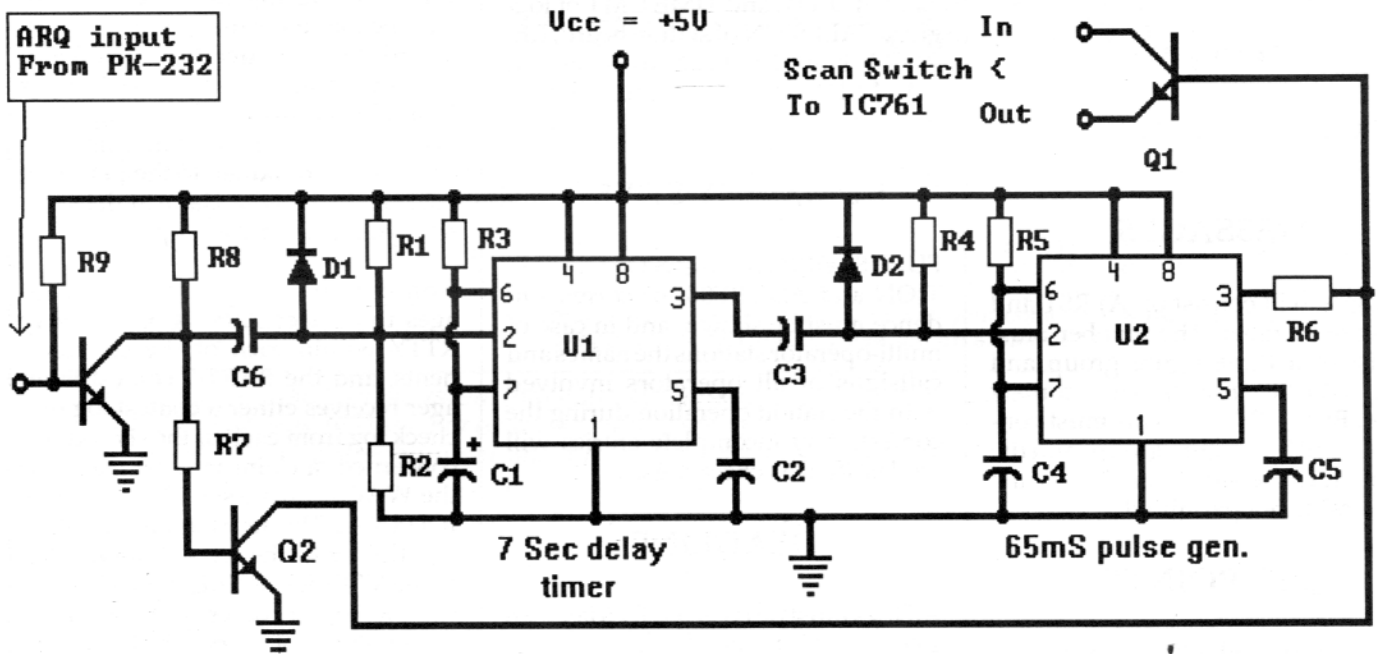 ARQ input
From PK-232
Vcc = +5V
In
Scan Switch {
To IC761
Out
Q1
R9
R8
D1
R1
R3
4
8
6
3
2
U1
7
5
1
C6
R7
R2
+
C1
C2
C3
D2
R4
R5
4
8
6
3
2
U2
7
5
1
R6
C4
C5
Q2
7 Sec delay
timer
65mS pulse gen.